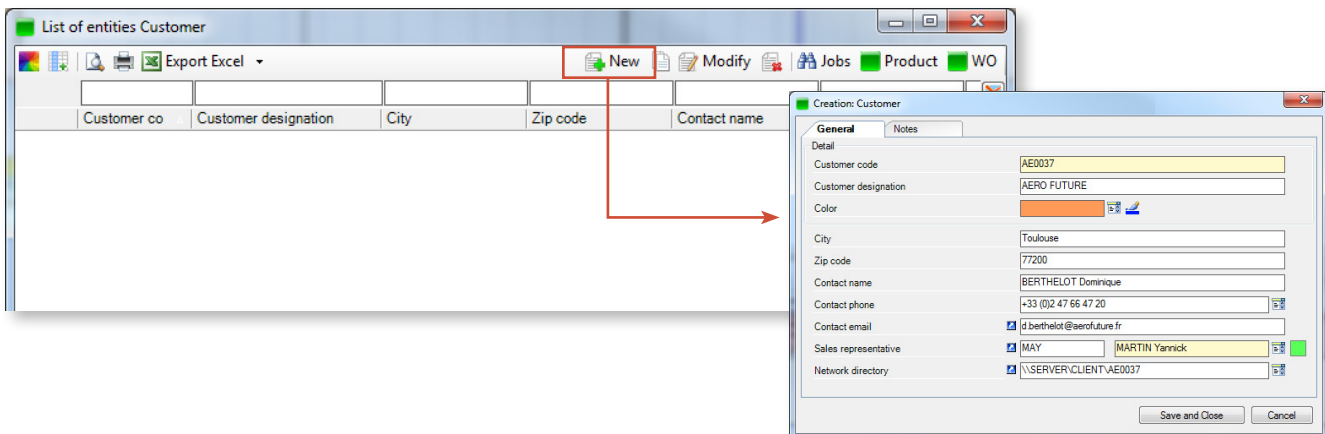 List of entities Customer
Export Excel New Modify Jobs Product WO
Customer co Customer designation City Zip code Contact name
Creation: Customer
General Notes
Detail
Customer code AE0037
Customer designation AERO FUTURE
Color
City Toulouse
Zip code 77200
Contact name BERTHELOT Dominique
Contact phone +33 (0)2 47 66 47 20
Contact email d.berthelot@aerofuture.fr
Sales representative MAY MARTIN Yannick
Network directory \\SERVER\CLIENT\AE0037
Save and Close Cancel